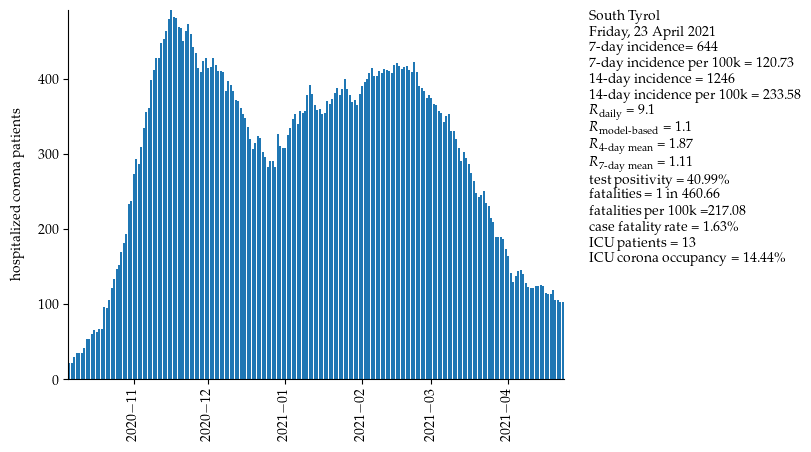 South Tyrol
Friday, 23 April 2021
7-day incidence= 644
7-day incidence per 100k = 120.73
14-day incidence = 1246
14-day incidence per 100k = 233.58
R_daily = 9.1
R_model-based = 1.1
R_4-day mean = 1.87
R_7-day mean = 1.11
test positivity = 40.99%
fatalities = 1 in 460.66
fatalities per 100k =217.08
case fatality rate = 1.63%
ICU patients = 13
ICU corona occupancy = 14.44%
hospitalized corona patients
400
300
200
100
0
2020−11
2020−12
2021−01
2021−02
2021−03
2021−04